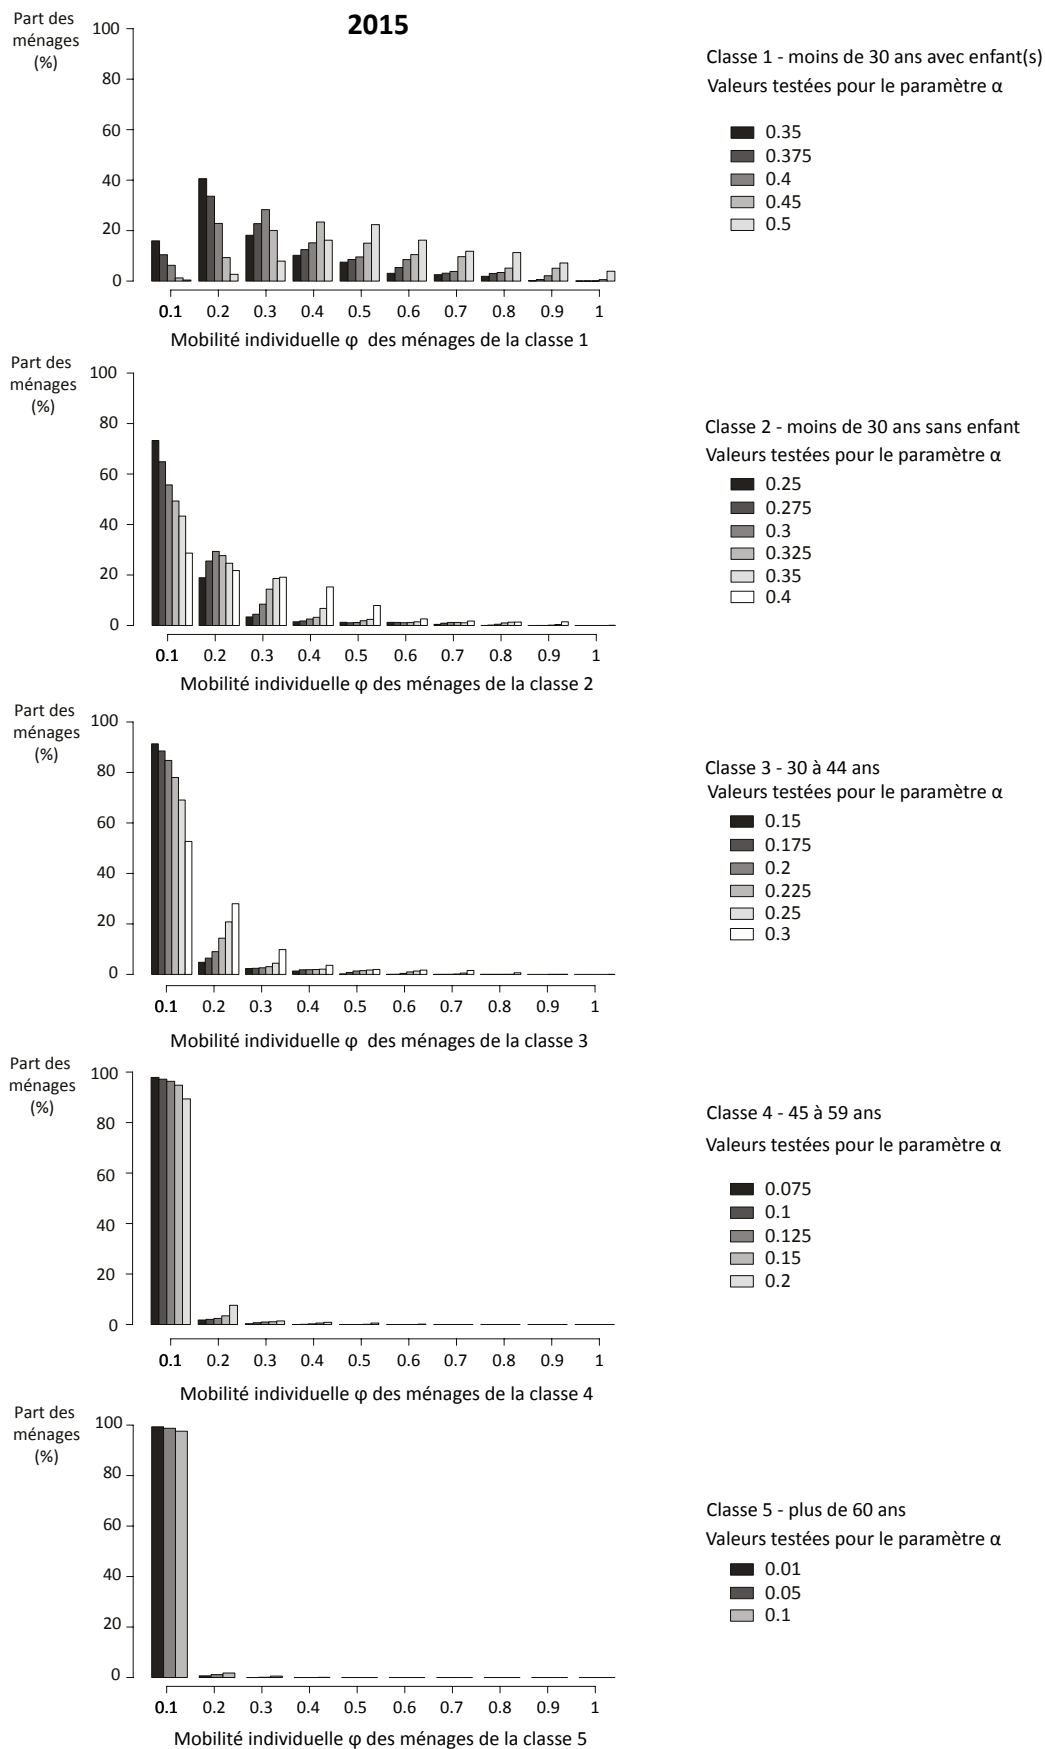 2015
Part des
ménages
(%)
100
80
60
40
20
0
0.1 0.2 0.3 0.4 0.5 0.6 0.7 0.8 0.9 1
Mobilité individuelle φ des ménages de la classe 1
Classe 1 - moins de 30 ans avec enfant(s)
Valeurs testées pour le paramètre α
0.35
0.375
0.4
0.45
0.5
Part des
ménages
(%)
100
80
60
40
20
0
0.1 0.2 0.3 0.4 0.5 0.6 0.7 0.8 0.9 1
Mobilité individuelle φ des ménages de la classe 2
Classe 2 - moins de 30 ans sans enfant
Valeurs testées pour le paramètre α
0.25
0.275
0.3
0.325
0.35
0.4
Part des
ménages
(%)
100
80
60
40
20
0
0.1 0.2 0.3 0.4 0.5 0.6 0.7 0.8 0.9 1
Mobilité individuelle φ des ménages de la classe 3
Classe 3 - 30 à 44 ans
Valeurs testées pour le paramètre α
0.15
0.175
0.2
0.225
0.25
0.3
Part des
ménages
(%)
100
80
60
40
20
0
0.1 0.2 0.3 0.4 0.5 0.6 0.7 0.8 0.9 1
Mobilité individuelle φ des ménages de la classe 4
Classe 4 - 45 à 59 ans
Valeurs testées pour le paramètre α
0.075
0.1
0.125
0.15
0.2
Part des
ménages
(%)
100
80
60
40
20
0
0.1 0.2 0.3 0.4 0.5 0.6 0.7 0.8 0.9 1
Mobilité individuelle φ des ménages de la classe 5
Classe 5 - plus de 60 ans
Valeurs testées pour le paramètre α
0.01
0.05
0.1